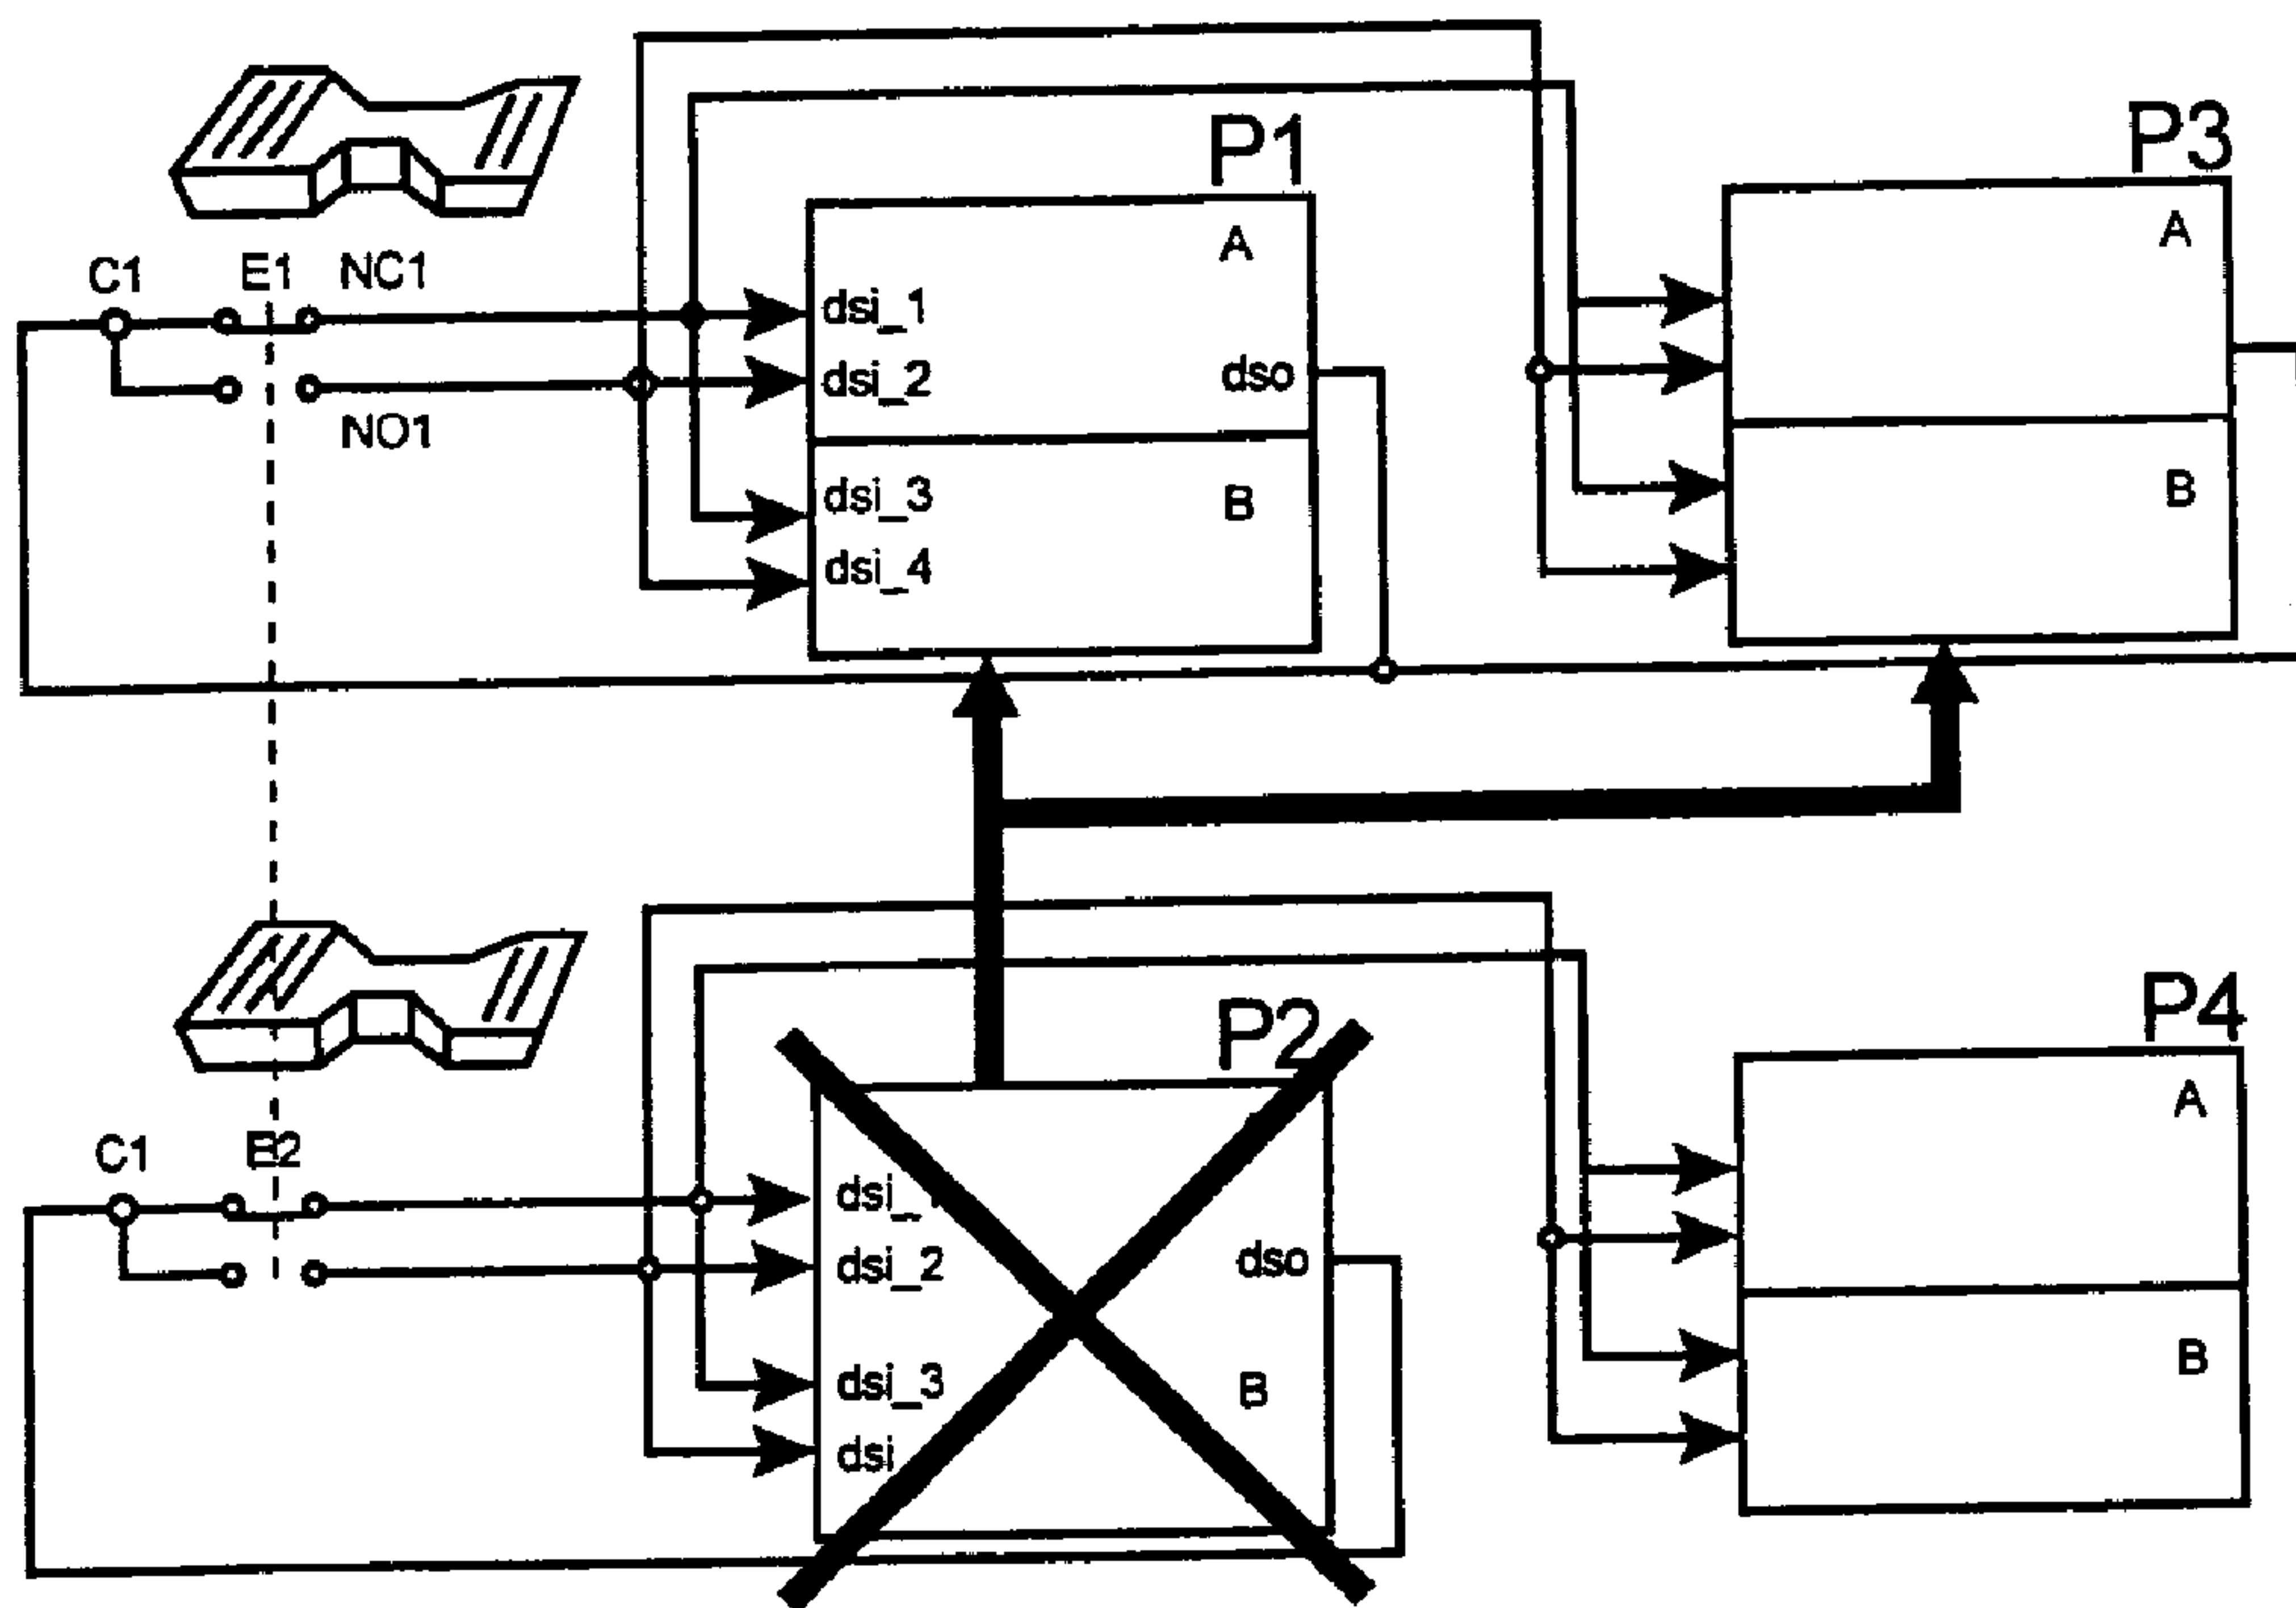 P1
P3
A
A
C1
E1
NC1
dsi_1
dsi_2
dso
NO1
dsi_3
B
B
dsi_4
P2
P4
A
C1
E2
dsi_
dsi_2
dso
dsi_3
B
B
dsi